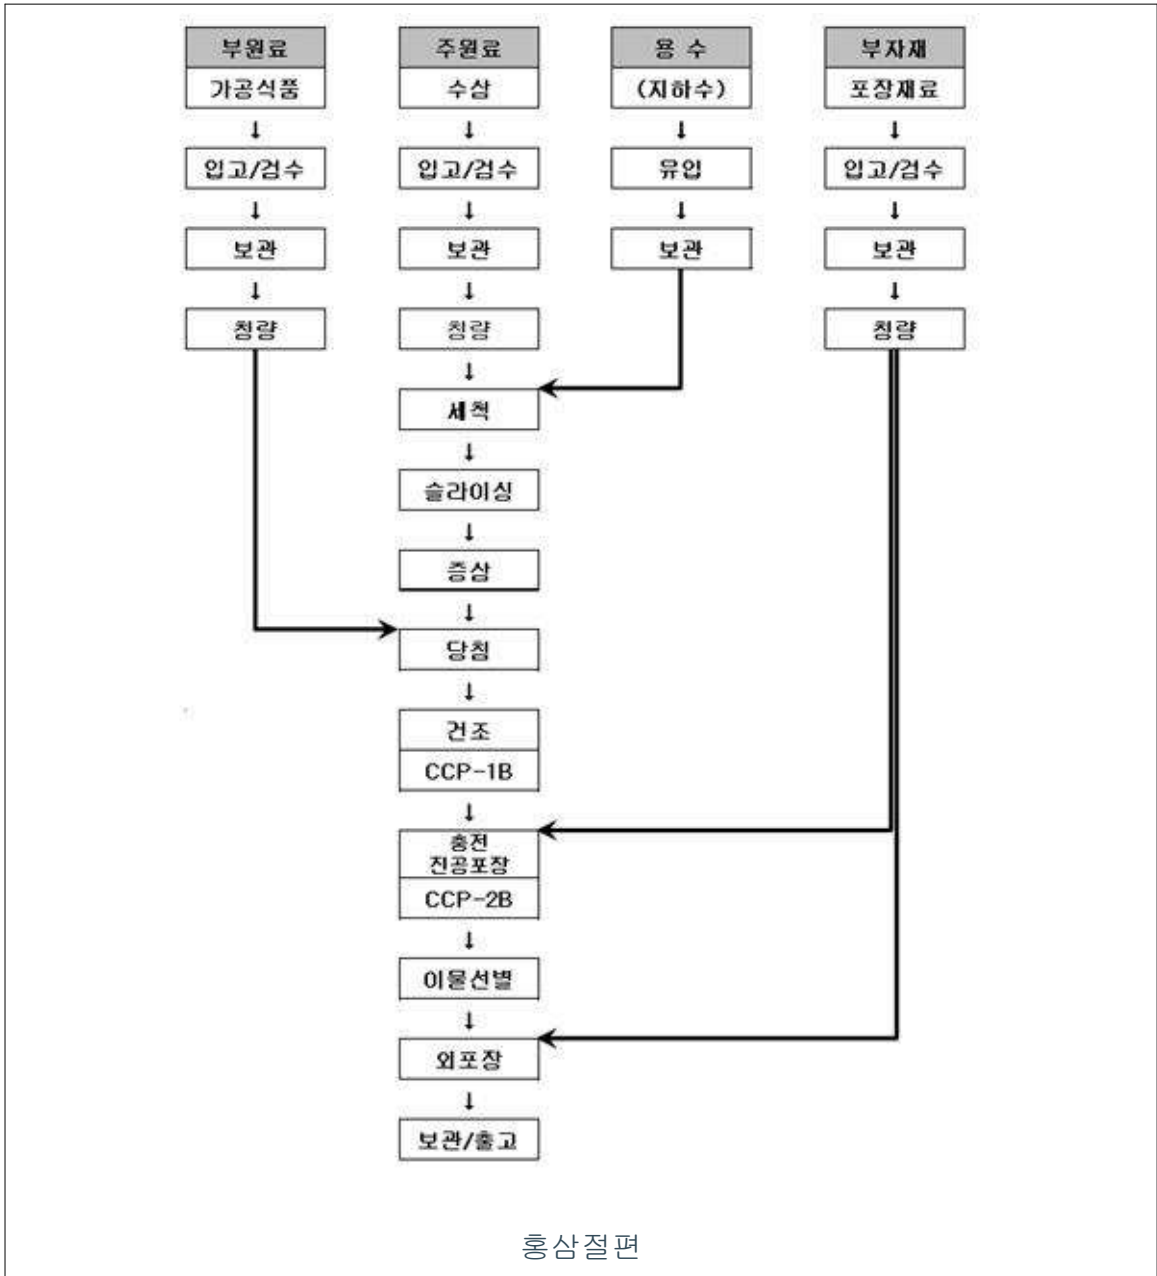 부원료
가공식품
입고/검수
보관
칭량
주원료
수삼
입고/검수
보관
칭량
세척
슬라이싱
증삼
당침
건조
CCP-1B
충전
진공포장
CCP-2B
이물선별
외포장
보관/출고
용 수
(지하수)
유입
보관
부자재
포장재료
입고/검수
보관
칭량
홍삼절편